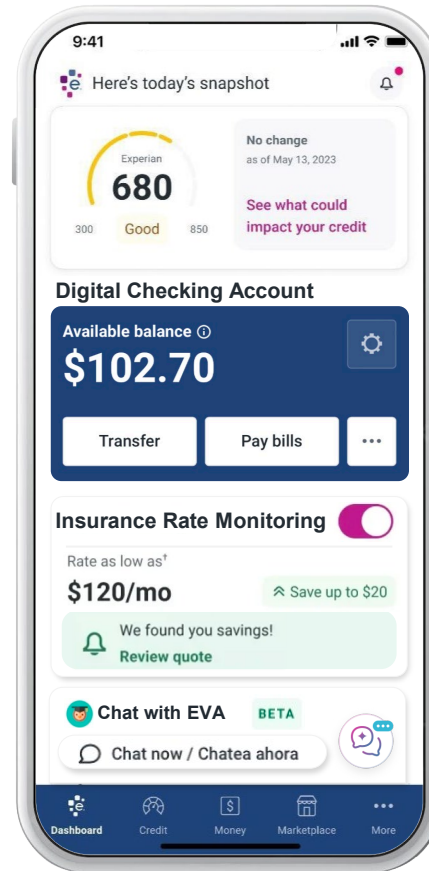 9:41
e
Here's today's snapshot
Experian
680
300
Good
850
No change
as of May 13, 2023
See what could
impact your credit
Digital Checking Account
Available balance
$102.70
Transfer
Pay bills
Insurance Rate Monitoring
Rate as low as†
$120/mo
Save up to $20
We found you savings!
Review quote
Chat with EVA
BETA
Chat now / Chatea ahora
e
$
Dashboard
Credit
Money
Marketplace
More